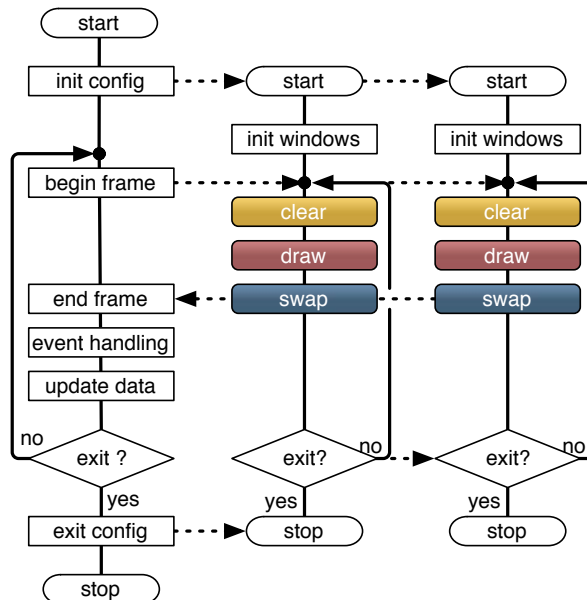 start
init config
start
start
init windows
init windows
begin frame
clear
clear
draw
draw
end frame
swap
swap
event handling
update data
no
exit ?
exit?
no
exit?
no
yes
yes
yes
exit config
stop
stop
stop